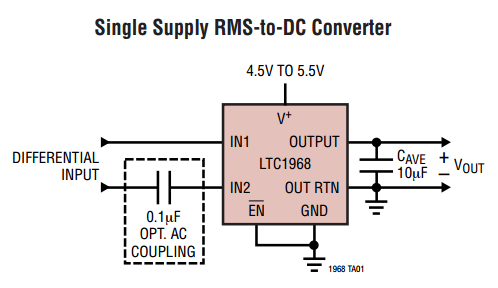 Single Supply RMS-to-DC Converter
4.5V TO 5.5V
V+
IN1 OUTPUT
LTC1968
IN2 OUT RTN
EN GND
DIFFERENTIAL
INPUT
0.1µF
OPT. AC
COUPLING
CAVE
10µF
+
VOUT
–
1968 TA01